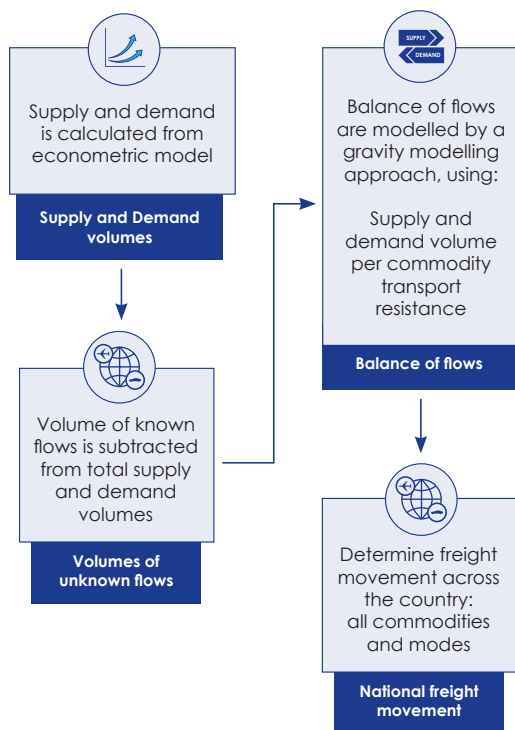 Supply and demand
is calculated from
econometric model
Supply and Demand
volumes
Volume of known
flows is subtracted
from total supply
and demand
volumes
Volumes of
unknown flows
SUPPLY
DEMAND
Balance of flows
are modelled by a
gravity modelling
approach, using:
Supply and
demand volume
per commodity
transport
resistance
Balance of flows
Determine freight
movement across
the country:
all commodities
and modes
National freight
movement